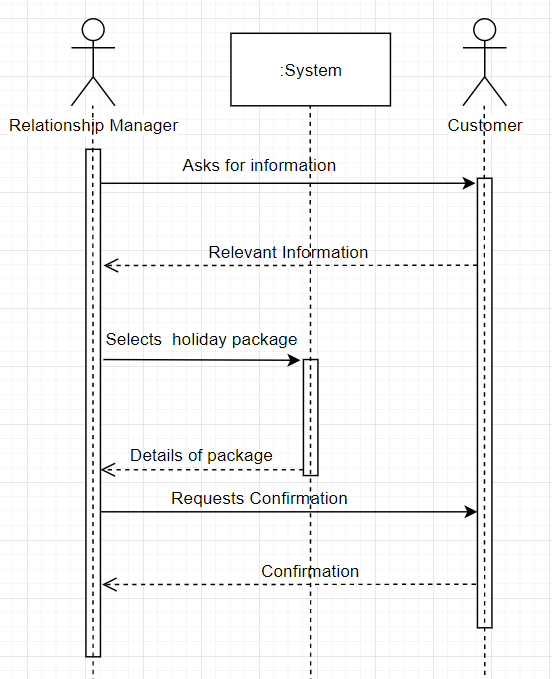 :System
Relationship Manager
Customer
Asks for information
Relevant Information
Selects  holiday package
Details of package
Requests Confirmation
Confirmation